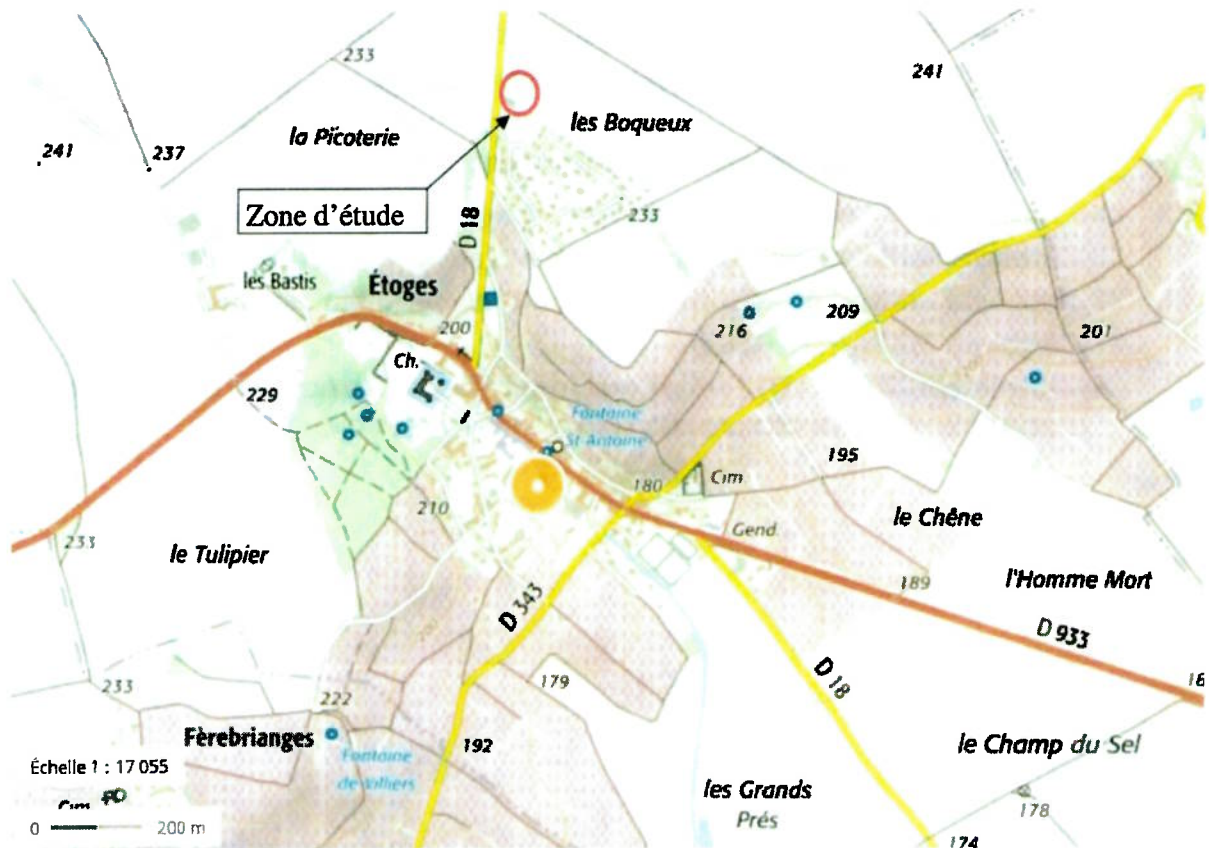 233
241
la Picoterie
les Boqueux
241
237
Zone d'étude
233
D 18
les Bastis
Étoges
200
216
209
201
Ch.
229
Fontaine
St-Antoine
195
180
Cim
210
le Chêne
Gend.
233
le Tulipier
l'Homme Mort
189
D 343
D 933
233
179
D 18
18
222
Fèrebrianges
192
le Champ du Sel
Fontaine
de Villiers
Échelle 1 : 17 055
les Grands
Prés
Cim
178
0
200 m
174